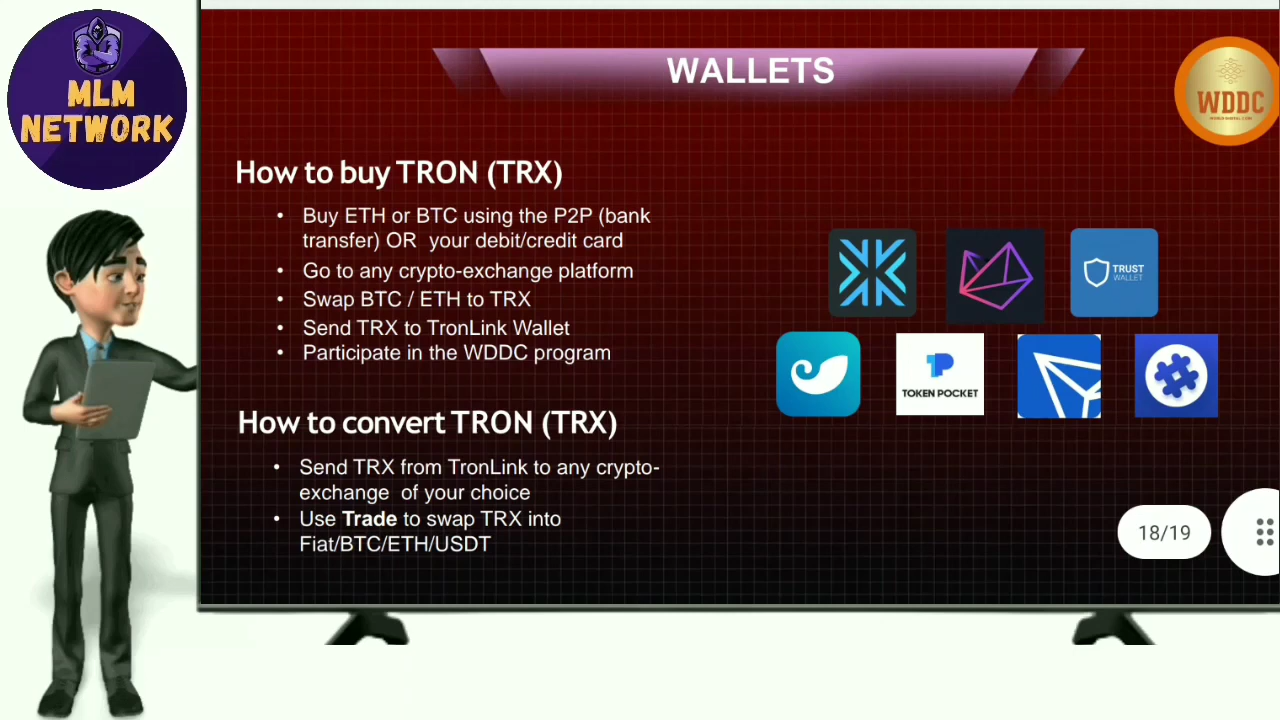 MLM
NETWORK
WALLETS
WDDC
How to buy TRON (TRX)
• Buy ETH or BTC using the P2P (bank
transfer) OR  your debit/credit card
• Go to any crypto-exchange platform
• Swap BTC / ETH to TRX
• Send TRX to TronLink Wallet
• Participate in the WDDC program
TRUST
WALLET
TOKEN POCKET
How to convert TRON (TRX)
• Send TRX from TronLink to any crypto-
exchange  of your choice
• Use Trade to swap TRX into
Fiat/BTC/ETH/USDT
18/19